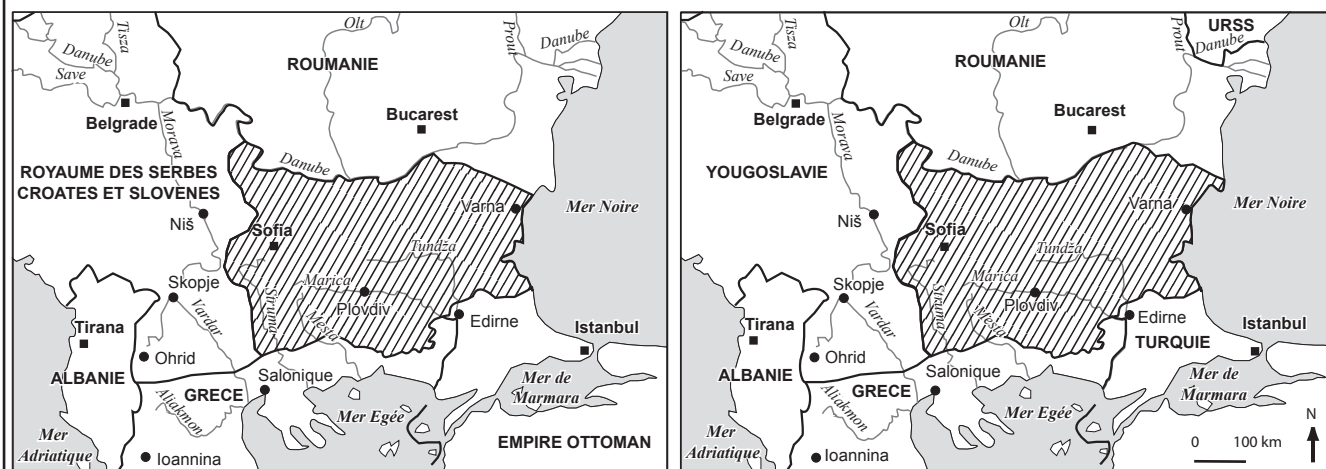 Olt
Prout
Danube
Tisza
Danube
ROUMANIE
Save
Belgrade
Bucarest
Morava
Danube
ROYAUME DES SERBES
CROATES ET SLOVENES
Varna
Mer Noire
Niš
Sofia
Tundža
Skopje
Marica
Struma
Plovdiv
Mesta
Vardar
Edirne
Tirana
Istanbul
Ohrid
ALBANIE
Salonique
Mer de
Marmara
GRECE
Aliakmon
Mer Egée
Mer
Adriatique
EMPIRE OTTOMAN
Ioannina
Olt
Prout
URSS
Danube
Tisza
Danube
ROUMANIE
Save
Belgrade
Bucarest
Morava
Danube
YOUGOSLAVIE
Varna
Mer Noire
Niš
Sofia
Tundža
Skopje
Marica
Struma
Plovdiv
Mesta
Vardar
Edirne
Tirana
Istanbul
TURQUIE
Ohrid
ALBANIE
Salonique
Mer de
Marmara
GRECE
Aliakmon
Mer Egée
N
Mer
Adriatique
0 100 km
Ioannina